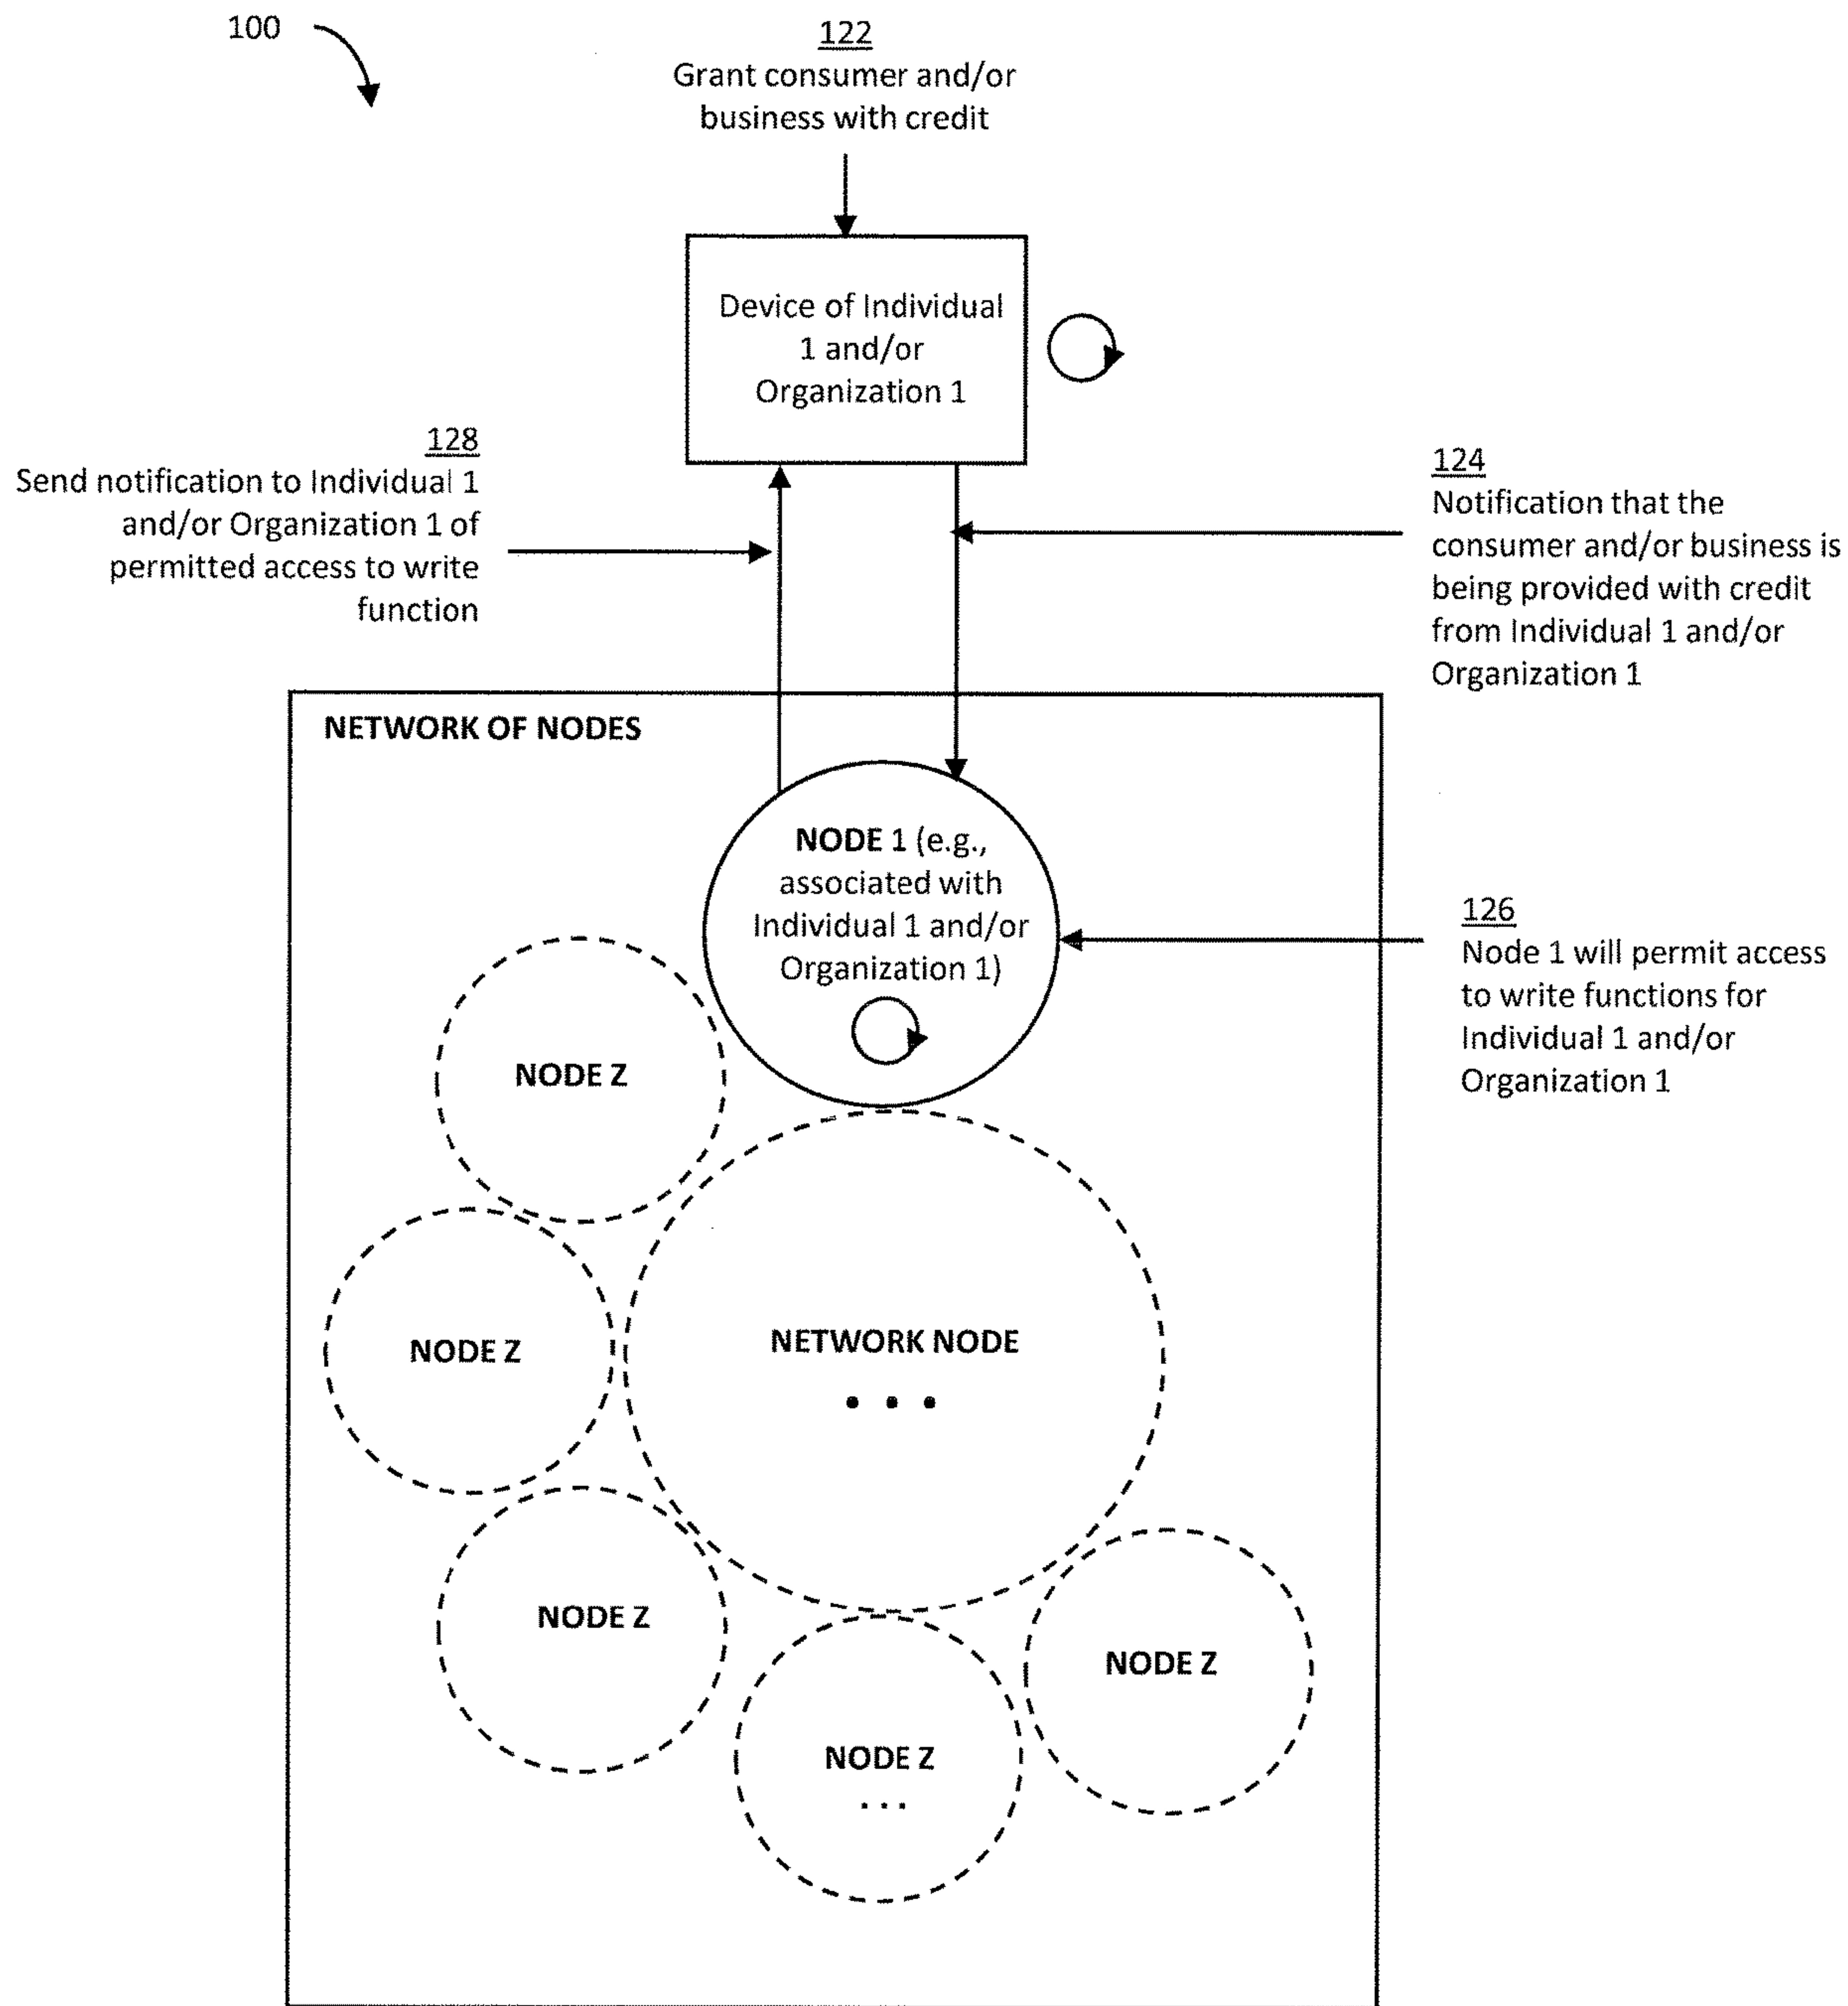 100
122
Grant consumer and/or
business with credit
Device of Individual
1 and/or
Organization 1
128
Send notification to Individual 1
and/or Organization 1 of
permitted access to write
function
124
Notification that the
consumer and/or business is
being provided with credit
from Individual 1 and/or
Organization 1
NETWORK OF NODES
NODE 1 (e.g.,
associated with
Individual 1 and/or
Organization 1)
126
Node 1 will permit access
to write functions for
Individual 1 and/or
Organization 1
NODE Z
NODE Z
NETWORK NODE
...
NODE Z
NODE Z
NODE Z
...